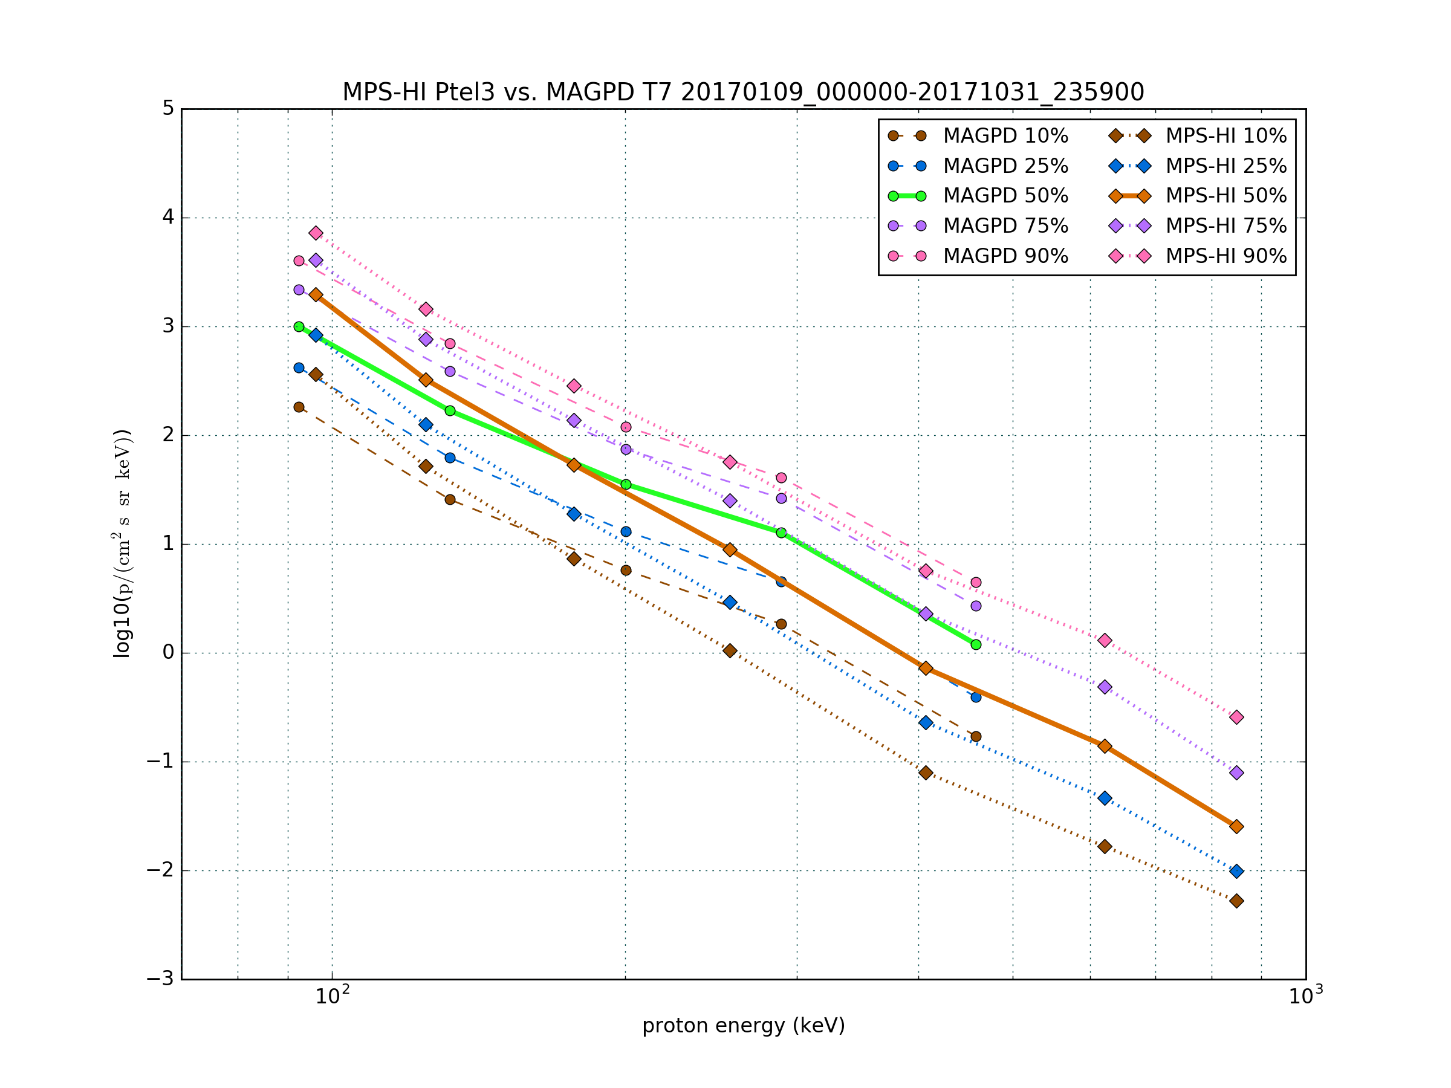 MPS-HI Ptel3 vs. MAGPD T7 20170109_000000-20171031_235900
MAGPD 10%
MAGPD 25%
MAGPD 50%
MAGPD 75%
MAGPD 90%
MPS-HI 10%
MPS-HI 25%
MPS-HI 50%
MPS-HI 75%
MPS-HI 90%
5
4
3
2
1
0
−1
−2
−3
log10(p/(cm² s sr keV))
10²
10³
proton energy (keV)